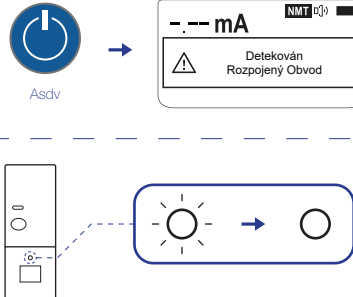 NMT
-.-- mA
Detekován
Rozpojený Obvod
Asdv